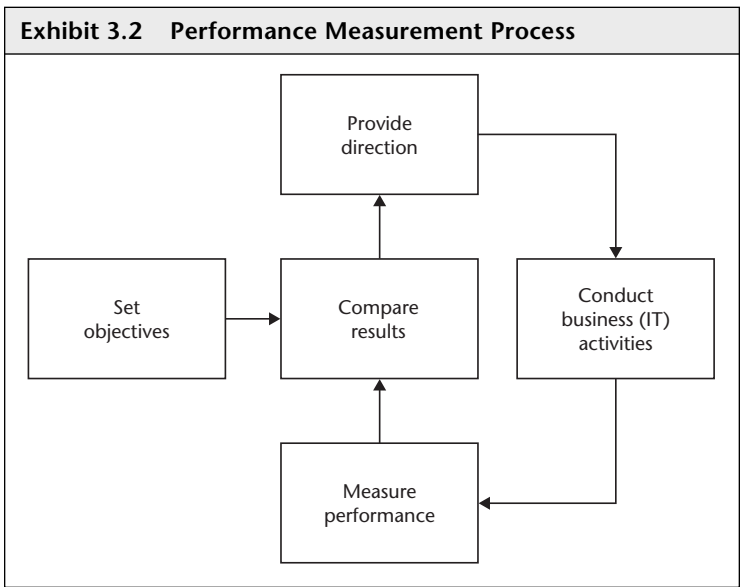 Exhibit 3.2 Performance Measurement Process
Provide
direction
Set
objectives
Compare
results
Conduct
business (IT)
activities
Measure
performance